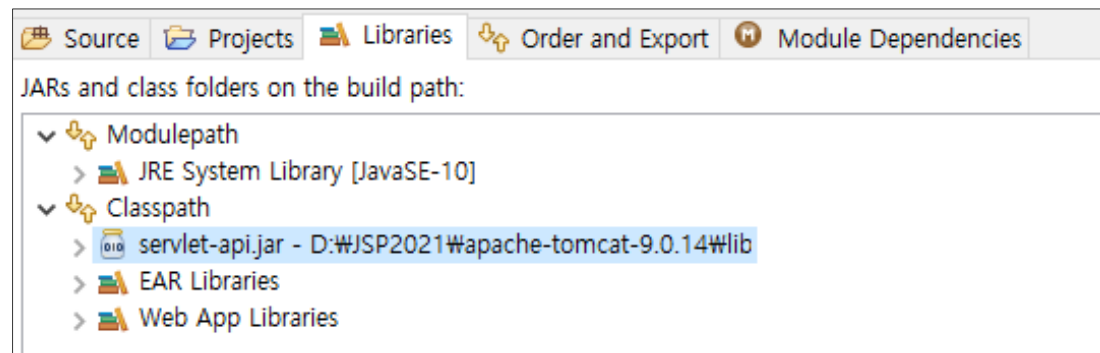 Source Projects Libraries Order and Export Module Dependencies
JARs and class folders on the build path:
Modulepath
JRE System Library [JavaSE-10]
Classpath
servlet-api.jar - D:₩JSP2021₩apache-tomcat-9.0.14₩lib
EAR Libraries
Web App Libraries